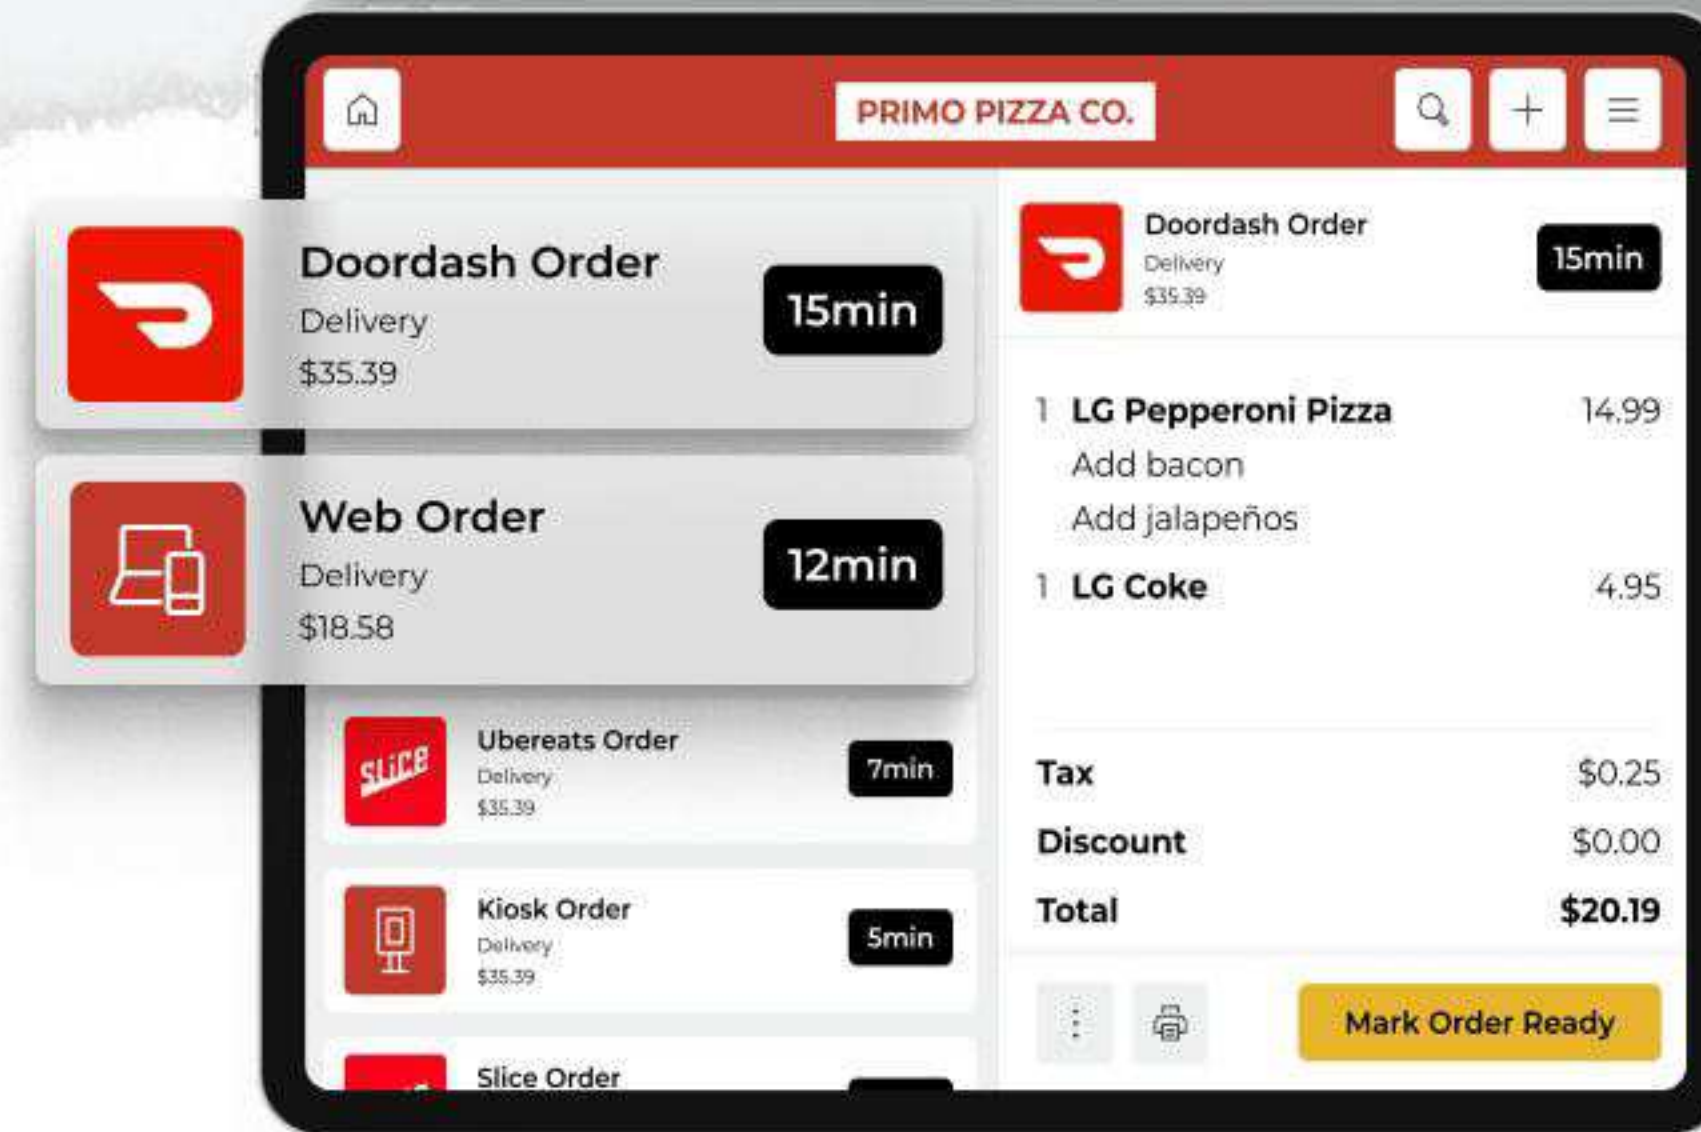 PRIMO PIZZA CO.
Doordash Order
Delivery
$35.39
15min
Web Order
Delivery
$18.58
12min
SLiCE
Ubereats Order
Delivery
$35.39
7min
Kiosk Order
Delivery
$35.39
5min
Slice Order
Doordash Order
Delivery
$35.39
15min
1 LG Pepperoni Pizza 14.99
Add bacon
Add jalapeños
1 LG Coke 4.95
Tax $0.25
Discount $0.00
Total $20.19
Mark Order Ready